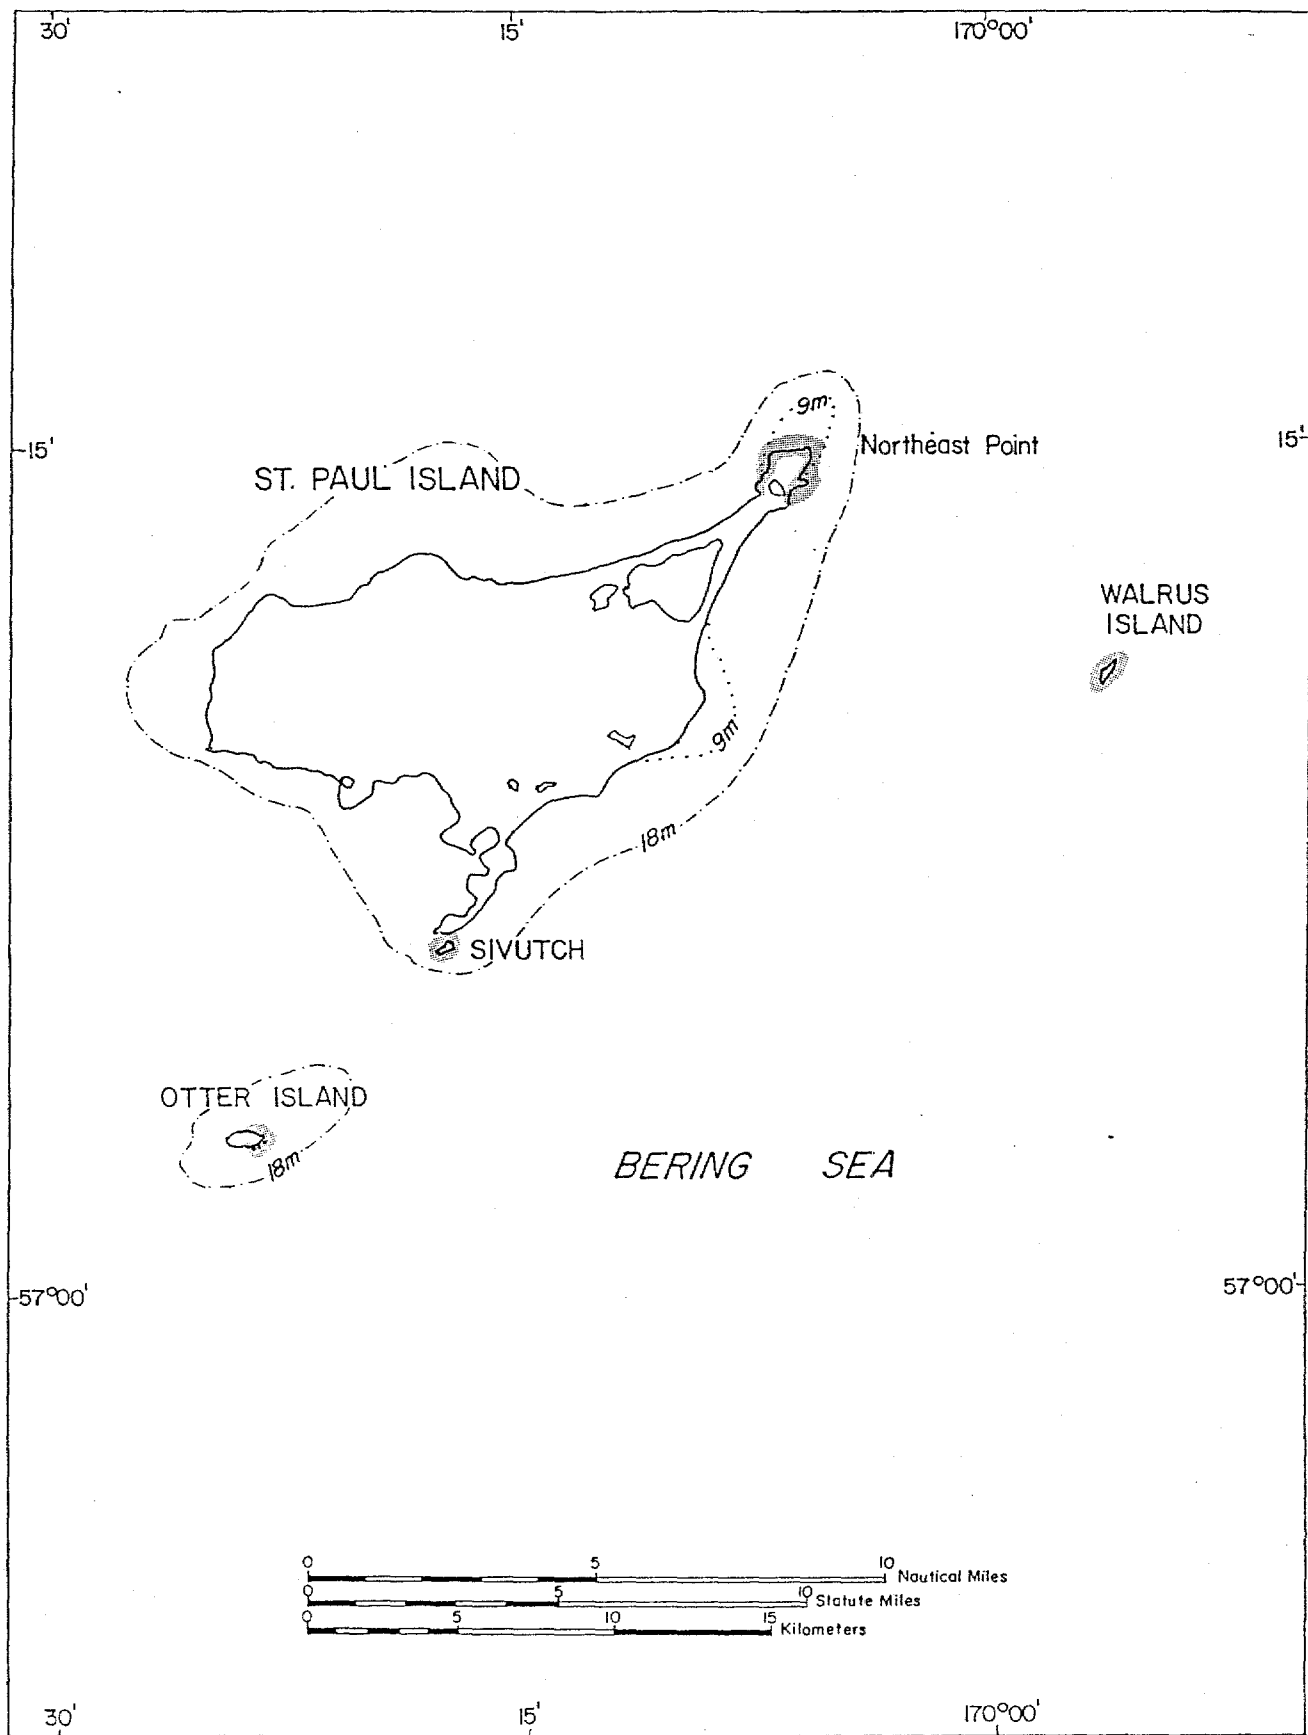 30' 15' 170°00'
9m
15' Northeast Point 15'
ST. PAUL ISLAND
WALRUS
ISLAND
9m
18m
SIVUTCH
OTTER ISLAND
18m
BERING SEA
57°00' 57°00'
0 5 10 Nautical Miles
0 5 10 Statute Miles
0 5 10 15 Kilometers
30' 15' 170°00'